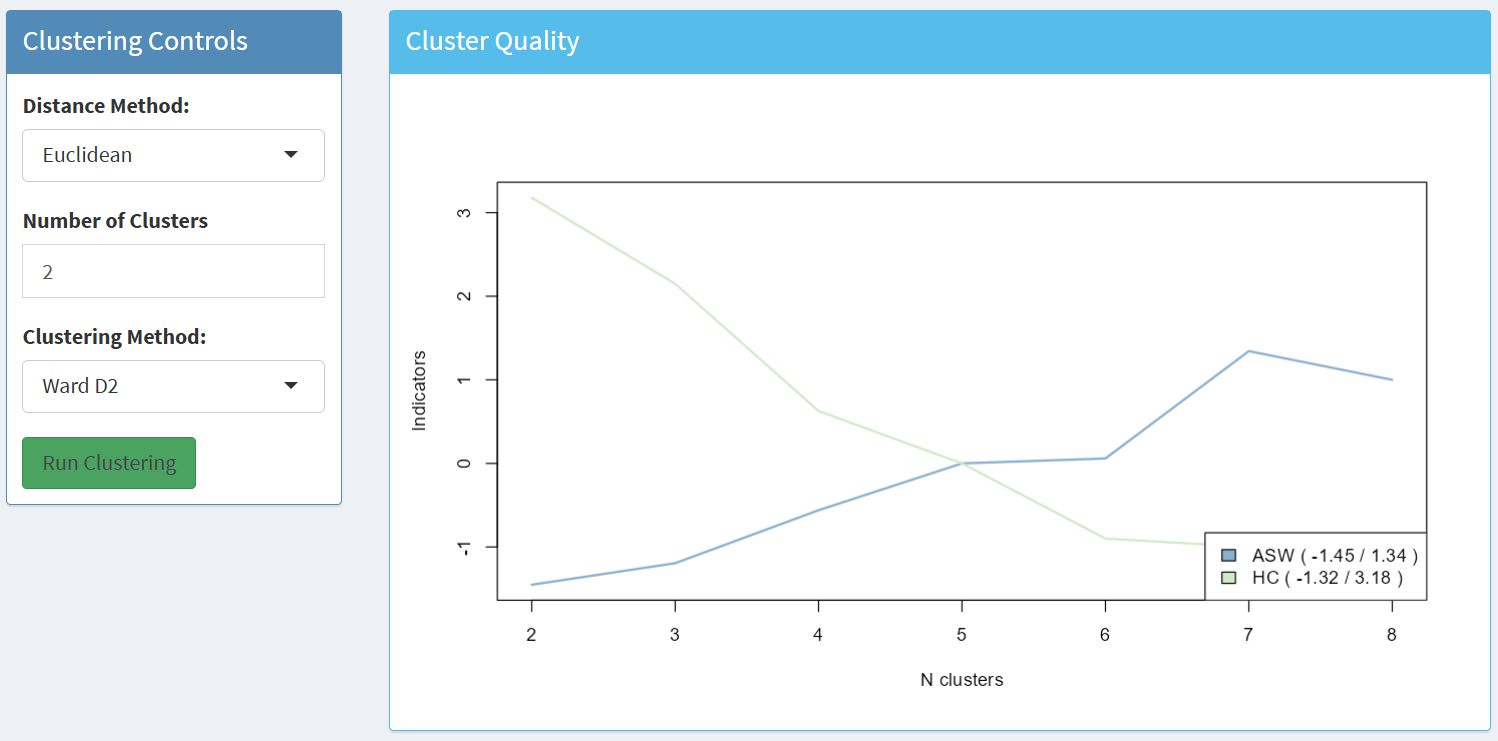 Clustering Controls
Distance Method:
Euclidean
Number of Clusters
2
Clustering Method:
Ward D2
Run Clustering
Cluster Quality
Indicators
3
2
1
0
-1
ASW ( -1.45 / 1.34 )
HC ( -1.32 / 3.18 )
2 3 4 5 6 7 8
N clusters